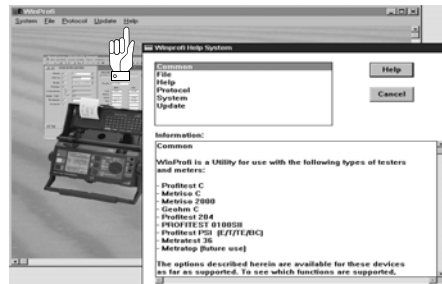 WinProfi
System File Protocol Update Help
Winprofi Help System
Common
File
Help
Protocol
System
Update
Help
Cancel
Information:
Common
WinProfi is a Utility for use with the following types of testers
and meters:
- Profitest C
- Metriso C
- Metriso 2000
- Geohm C
- Profitest 204
- PROFITEST 0100SII
- Profitest PSI (E/T/TE/BC)
- Metratest 36
- Metratop (future use)
The options described herein are available for these devices
as far as supported. To see which functions are supported,